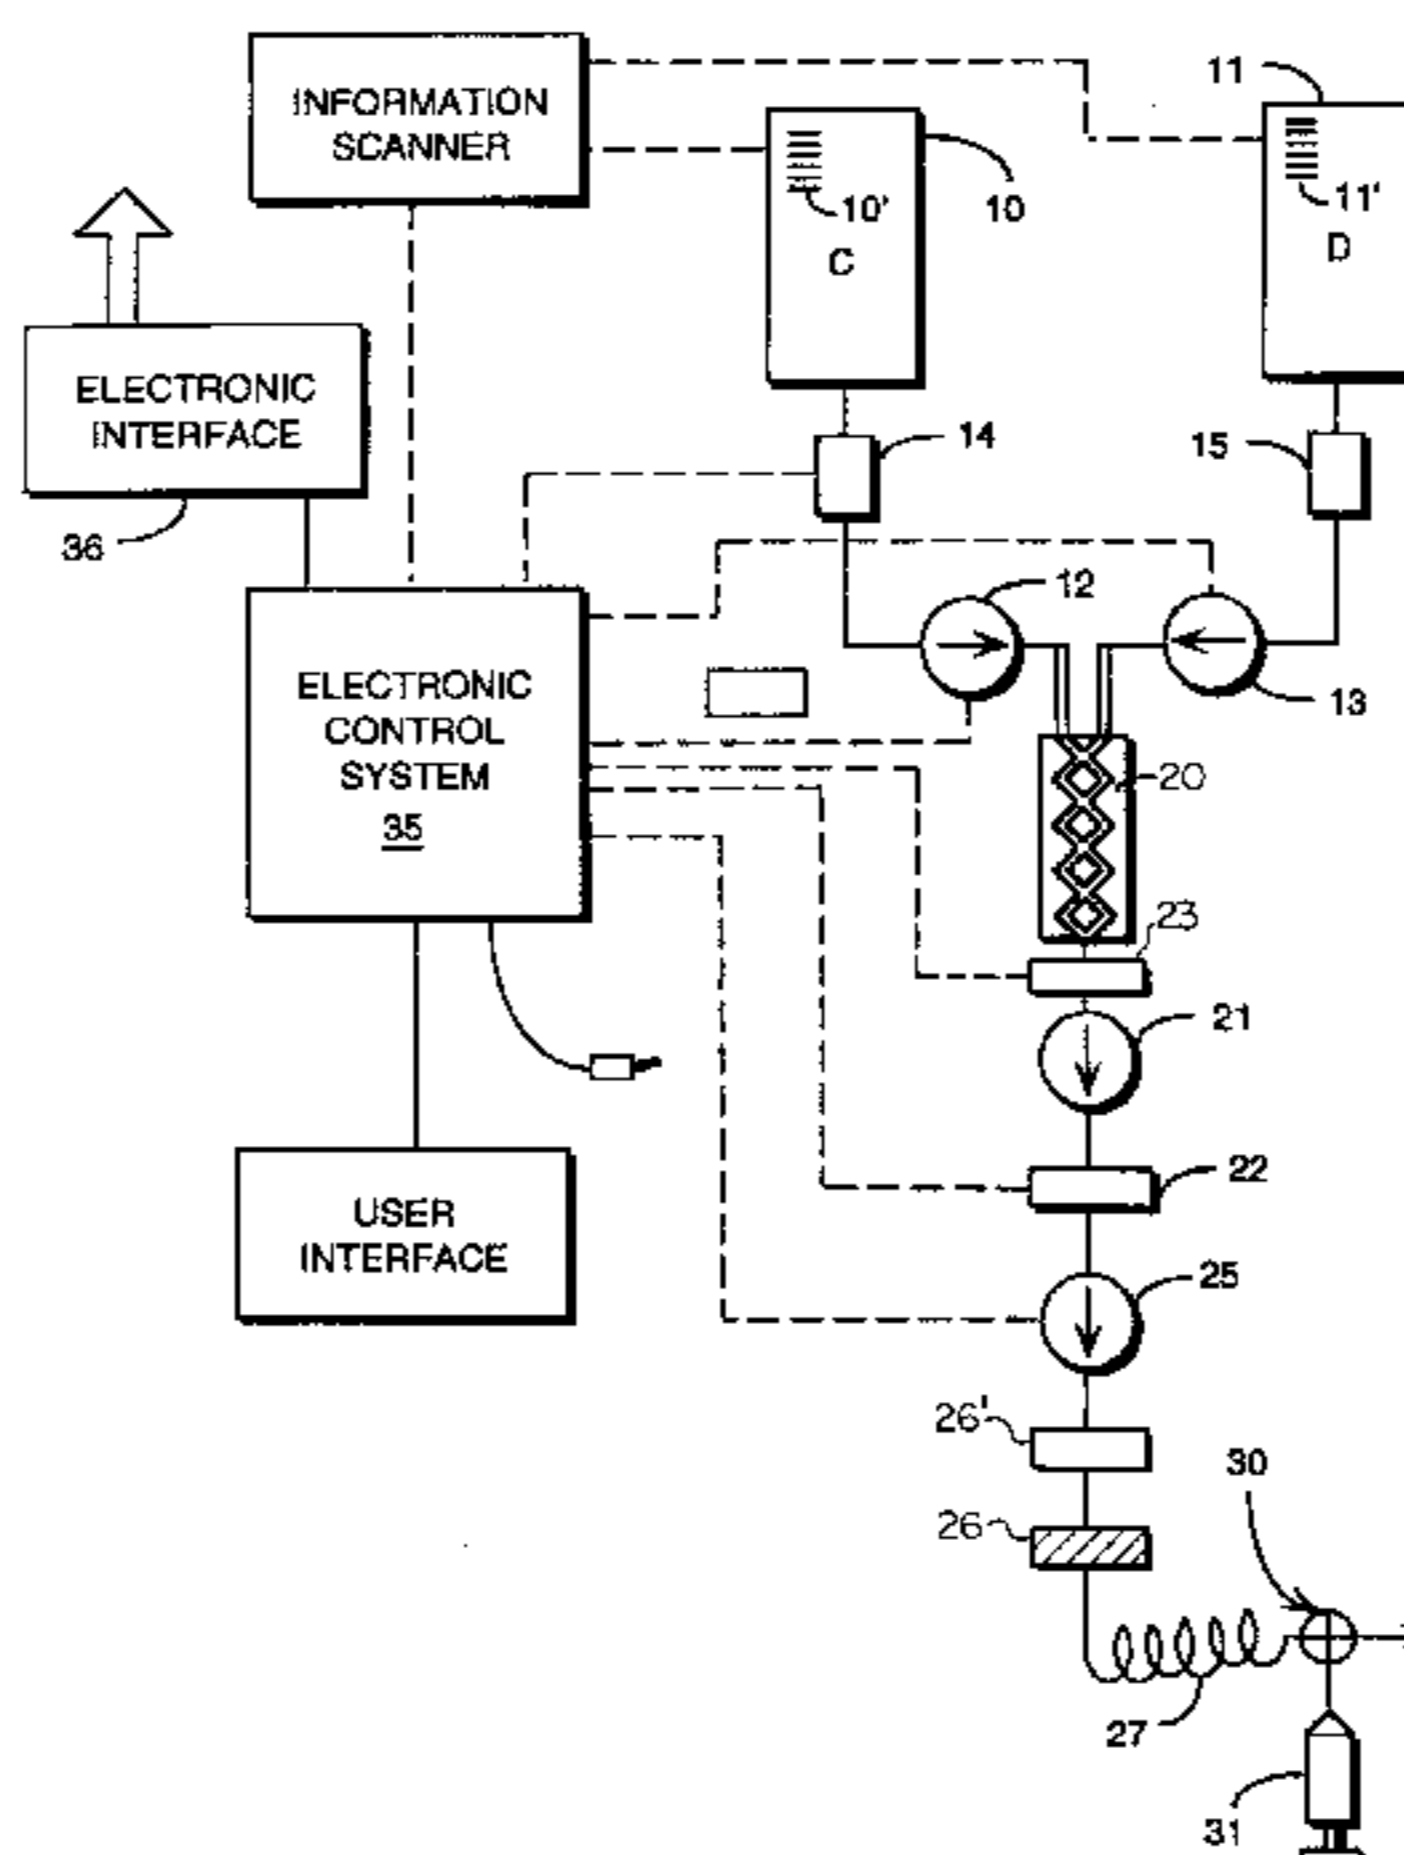 INFORMATION
SCANNER
11
10'
10
C
11'
D
ELECTRONIC
INTERFACE
36
14
15
12
13
ELECTRONIC
CONTROL
SYSTEM
35
20
23
21
22
USER
INTERFACE
25
26'
26
30
27
31